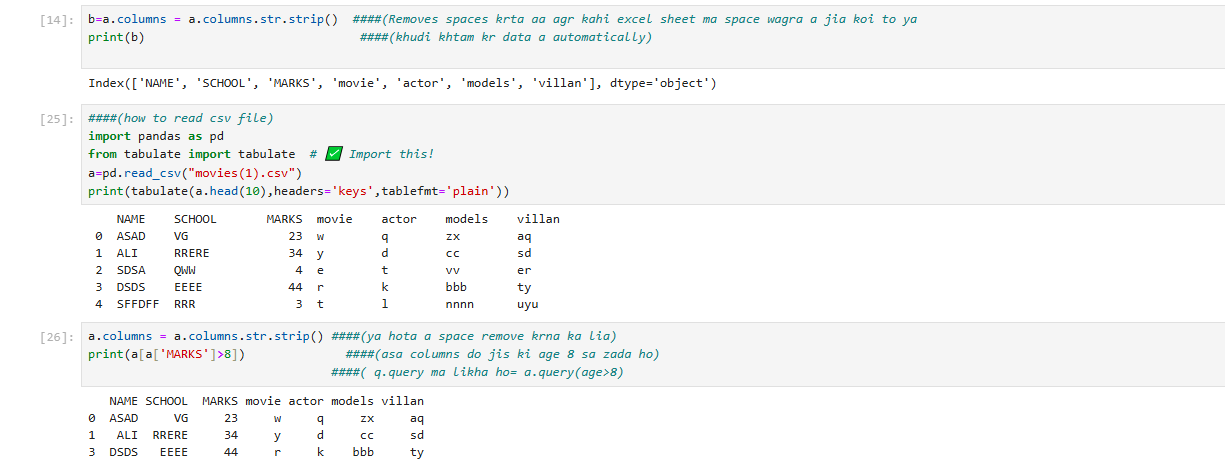 [14]: b=a.columns = a.columns.str.strip()  ####(Removes spaces krta aa agr kahi excel sheet ma space wagra a jia koi to ya
print(b)                              ####(khudi khtam kr data a automatically)
Index(['NAME', 'SCHOOL', 'MARKS', 'movie', 'actor', 'models', 'villan'], dtype='object')
[25]: ####(how to read csv file)
import pandas as pd
from tabulate import tabulate  # ✅ Import this!
a=pd.read_csv("movies(1).csv")
print(tabulate(a.head(10),headers='keys',tablefmt='plain'))
    NAME    SCHOOL       MARKS  movie    actor    models    villan
 0  ASAD    VG              23  w        q        zx        aq
 1  ALI     RRERE           34  y        d        cc        sd
 2  SDSA    QWW              4  e        t        vv        er
 3  DSDS    EEEE            44  r        k        bbb       ty
 4  SFFDFF  RRR              3  t        l        nnnn      uyu
[26]: a.columns = a.columns.str.strip() ####(ya hota a space remove krna ka lia)
print(a[a['MARKS']>8])              ####(asa columns do jis ki age 8 sa zada ho)
####( q.query ma likha ho= a.query(age>8)
   NAME SCHOOL  MARKS movie actor models villan
0  ASAD     VG     23     w     q     zx     aq
1   ALI  RRERE     34     y     d     cc     sd
3  DSDS   EEEE     44     r     k    bbb     ty